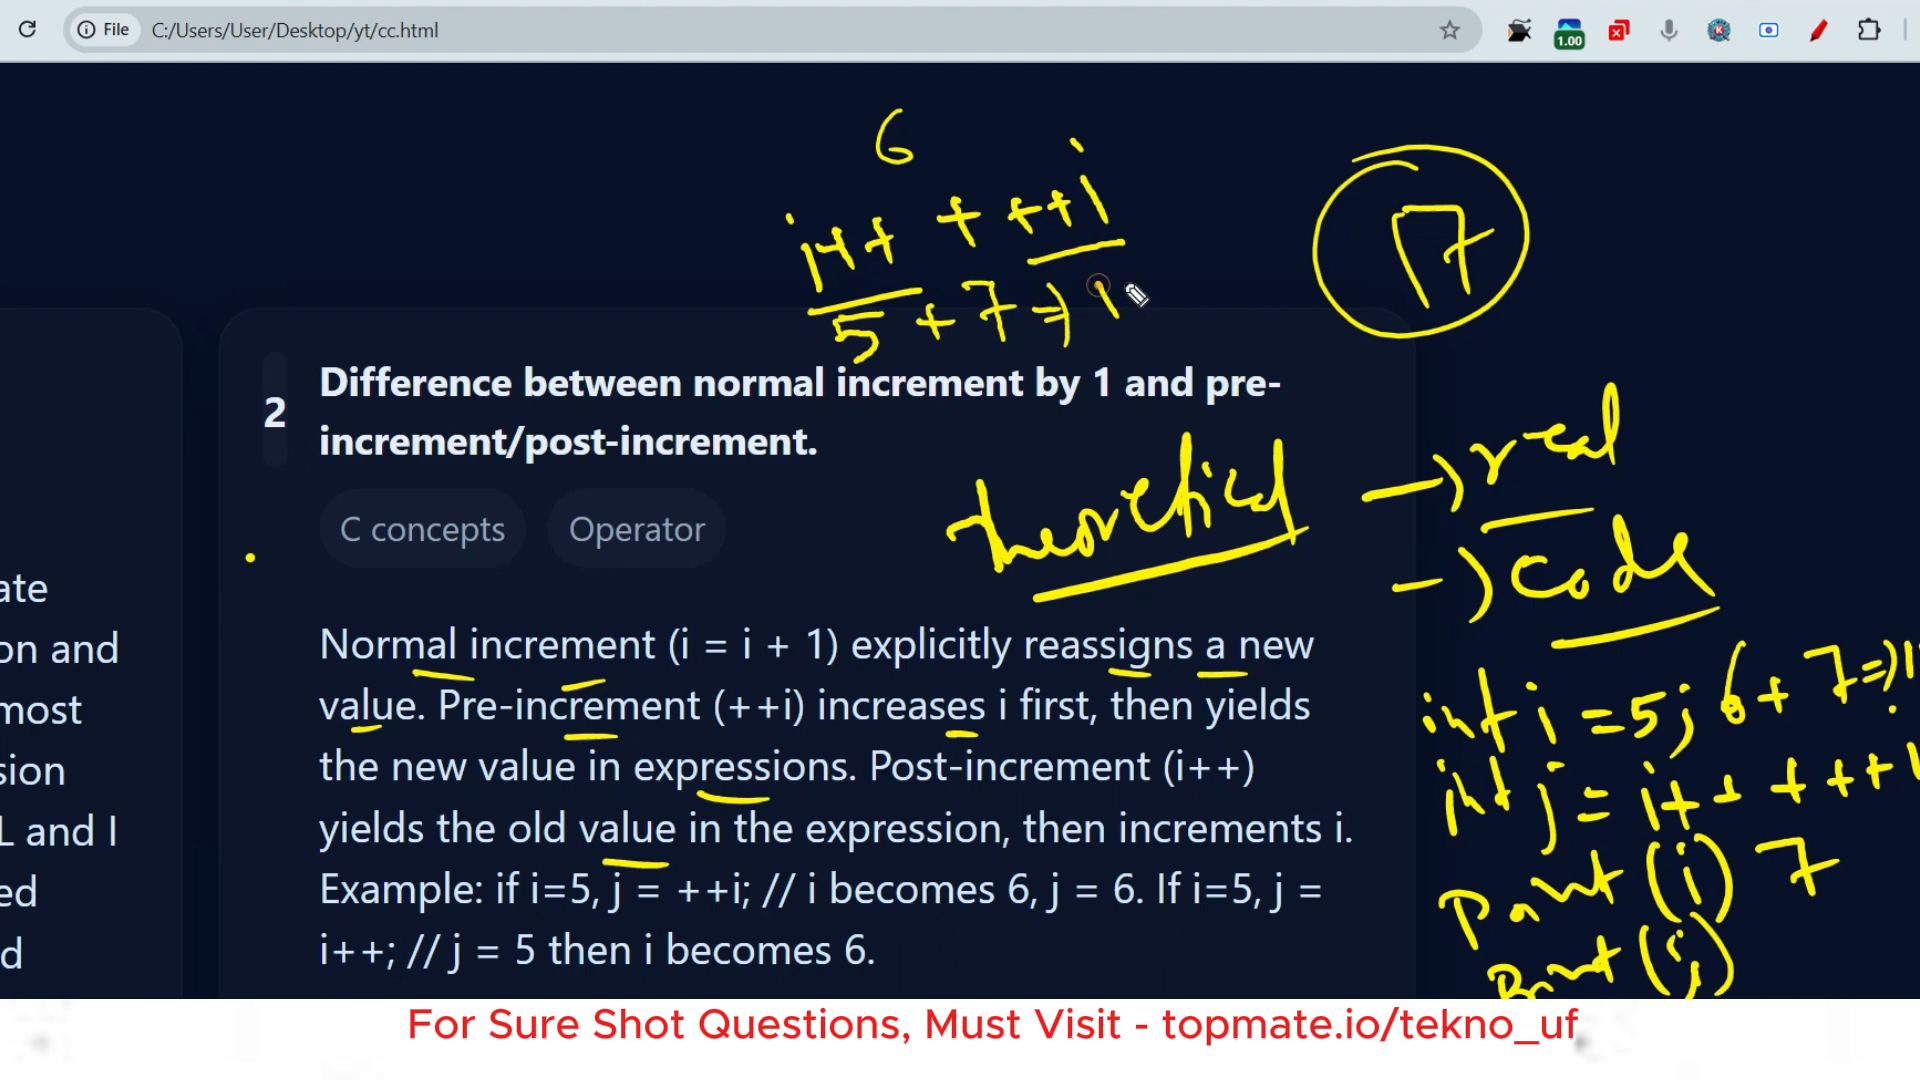 File C:/Users/User/Desktop/yt/cc.html
1.00
6
i++ + ++i
5 + 7 => 1
17
2
Difference between normal increment by 1 and pre-
increment/post-increment.
C concepts Operator
theoretical -> real
-> code
ate
on and
most
sion
L and I
ed
d
Normal increment (i = i + 1) explicitly reassigns a new
value. Pre-increment (++i) increases i first, then yields
the new value in expressions. Post-increment (i++)
yields the old value in the expression, then increments i.
Example: if i=5, j = ++i; // i becomes 6, j = 6. If i=5, j =
i++; // j = 5 then i becomes 6.
int i = 5; 6 + 7 =>
int j = i++ + ++
Print (i) 7
Print (j)
For Sure Shot Questions, Must Visit - topmate.io/tekno_uf